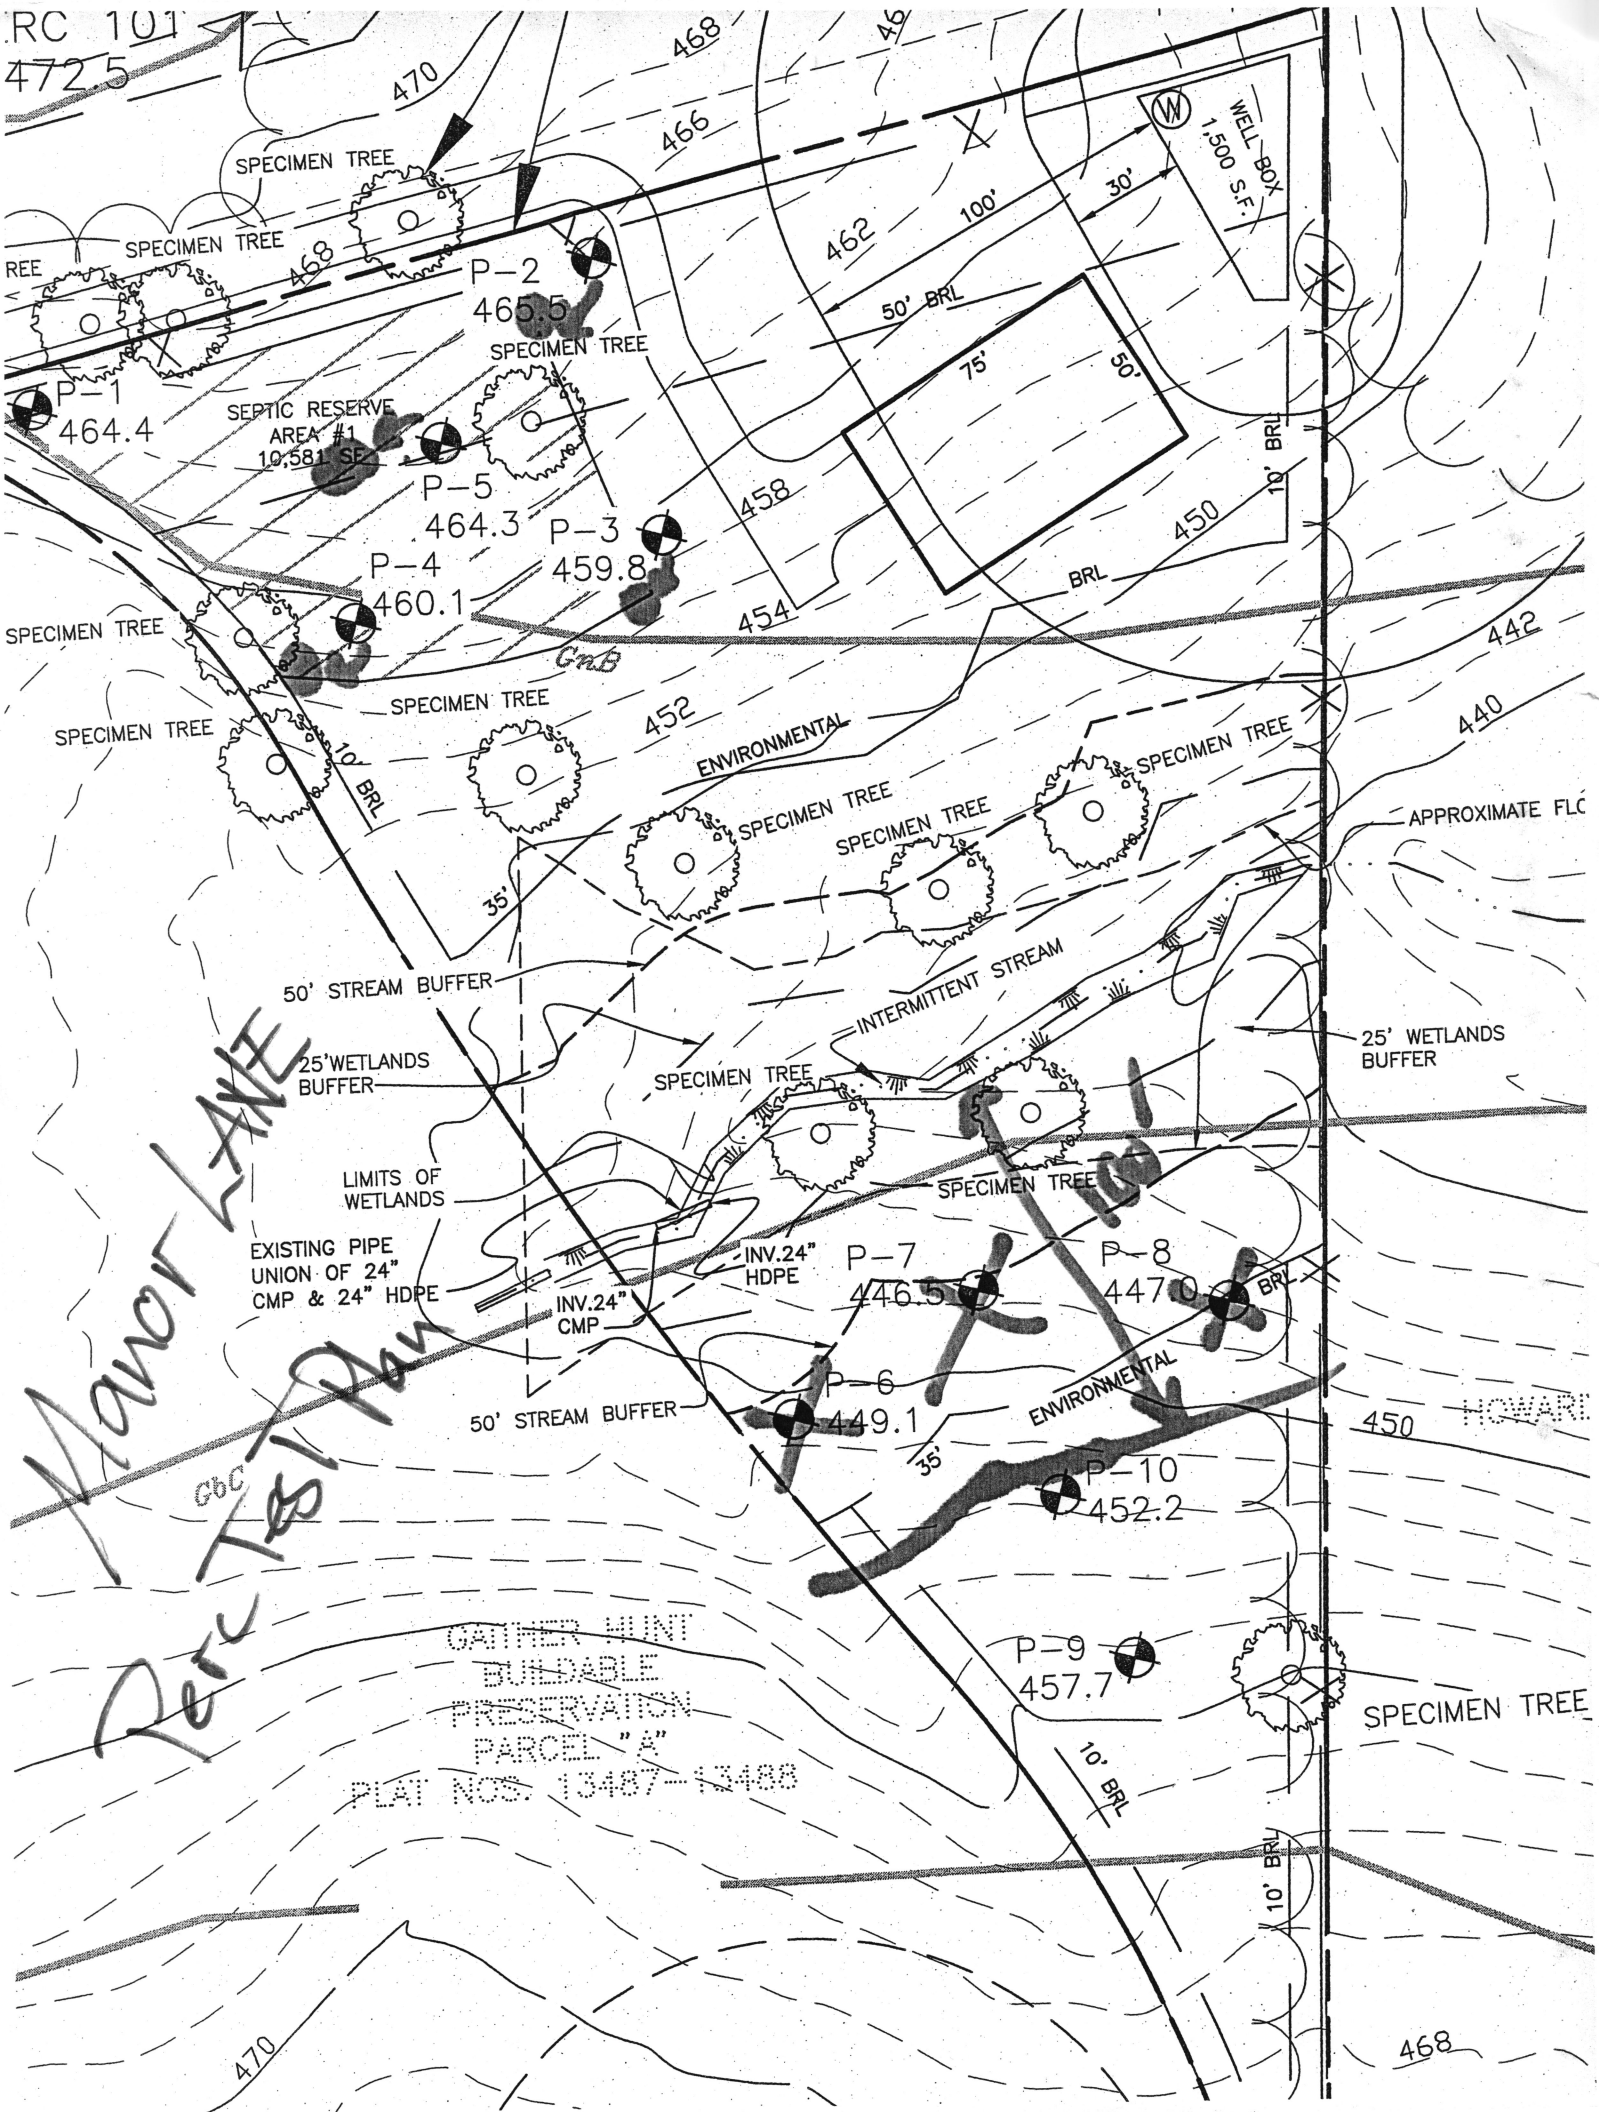 RC 101
472.5
470
468
466
SPECIMEN TREE
SPECIMEN TREE
REE
468
P-2
465.5
SPECIMEN TREE
P-1
464.4
SEPTIC RESERVE
AREA #1
10,581 SF
P-5
464.3
P-3
459.8
P-4
460.1
462
100'
30'
W
WELL BOX
1,500 S.F.
50' BRL
75'
50'
10' BRL
458
450
BRL
454
442
GnB
SPECIMEN TREE
SPECIMEN TREE
SPECIMEN TREE
10' BRL
452
ENVIRONMENTAL
440
SPECIMEN TREE
SPECIMEN TREE
SPECIMEN TREE
APPROXIMATE FLO
35'
50' STREAM BUFFER
INTERMITTENT STREAM
25'WETLANDS
BUFFER
25' WETLANDS
BUFFER
SPECIMEN TREE
100'
SPECIMEN TREE
LIMITS OF
WETLANDS
EXISTING PIPE
UNION OF 24"
CMP & 24" HDPE
INV.24"
HDPE
INV.24"
CMP
P-7
446.5
P-8
447.0
BRL
P-6
449.1
ENVIRONMENTAL
50' STREAM BUFFER
35'
450
HOWARD
P-10
452.2
Manor LANE
Perc Test Plan
GbC
GAITHER HUNT
BUILDABLE
PRESERVATION
PARCEL "A"
PLAT NOS. 13487-13488
P-9
457.7
SPECIMEN TREE
10' BRL
10' BRL
470
468